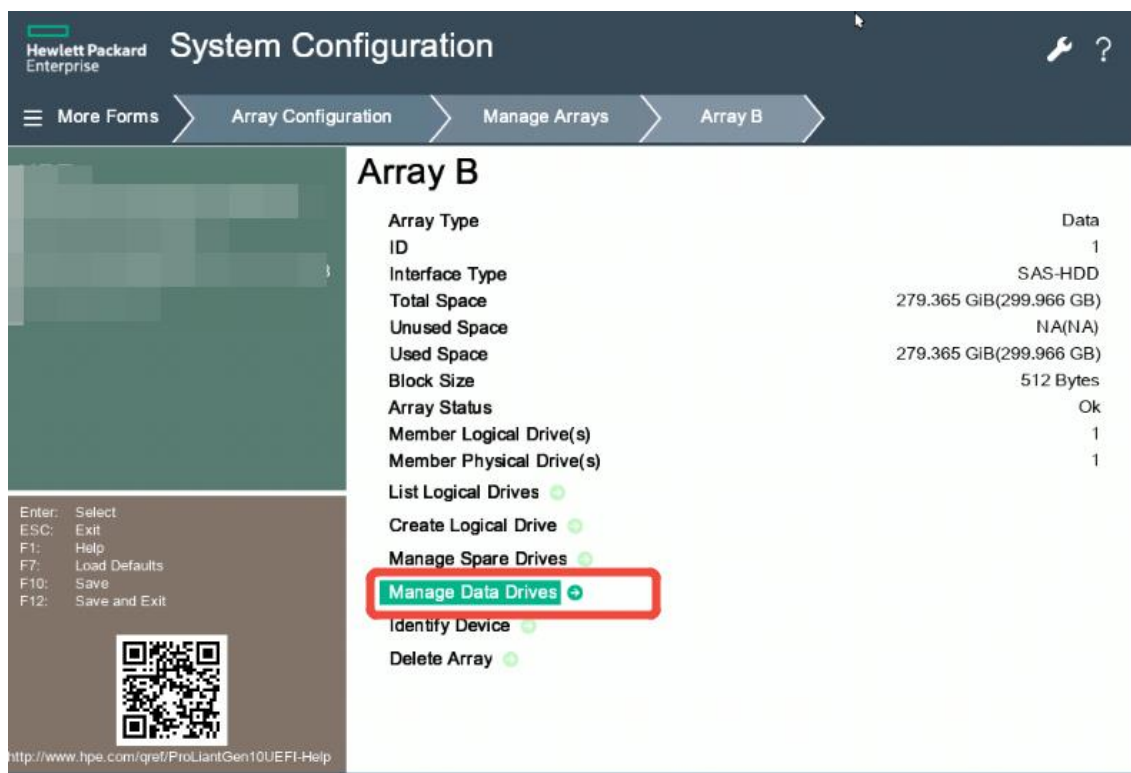 Hewlett Packard
Enterprise
System Configuration
?
More Forms
Array Configuration
Manage Arrays
Array B
Array B
Array Type Data
ID 1
Interface Type SAS-HDD
Total Space 279.365 GiB(299.966 GB)
Unused Space NA(NA)
Used Space 279.365 GiB(299.966 GB)
Block Size 512 Bytes
Array Status Ok
Member Logical Drive(s) 1
Member Physical Drive(s) 1
List Logical Drives
Create Logical Drive
Manage Spare Drives
Manage Data Drives
Identify Device
Delete Array
Enter: Select
ESC: Exit
F1: Help
F7: Load Defaults
F10: Save
F12: Save and Exit
http://www.hpe.com/qref/ProLiantGen10UEFI-Help